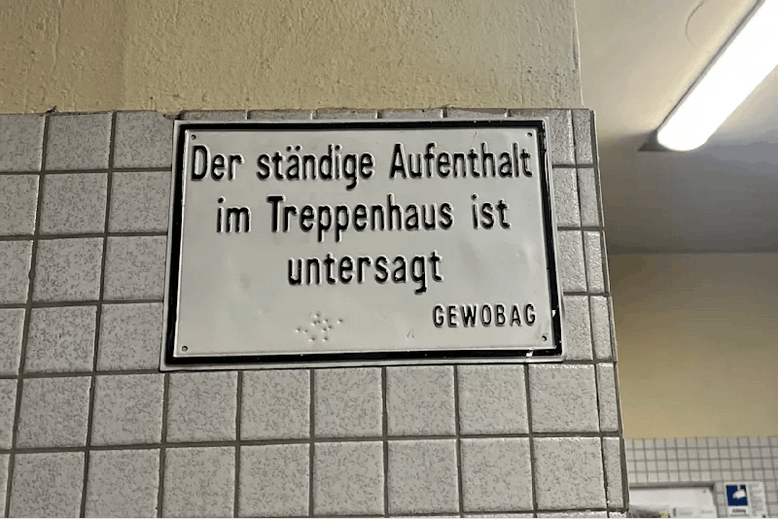 Der ständige Aufenthalt
im Treppenhaus ist
untersagt
GEWOBAG